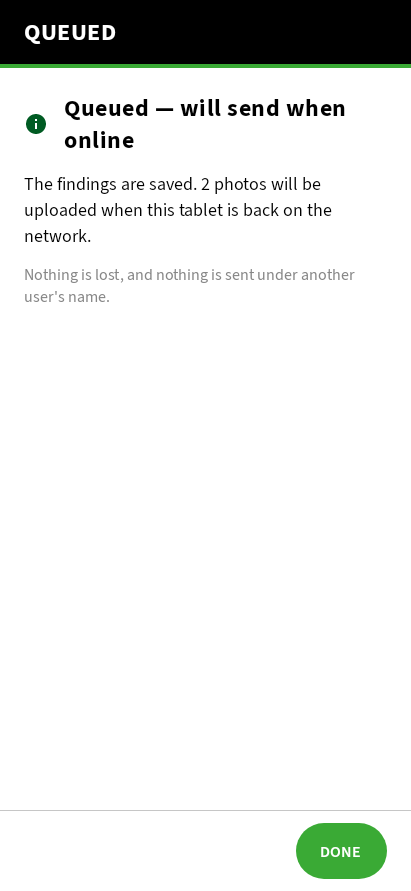 QUEUED
Queued — will send when
online
The findings are saved. 2 photos will be
uploaded when this tablet is back on the
network.
Nothing is lost, and nothing is sent under another
user's name.
DONE